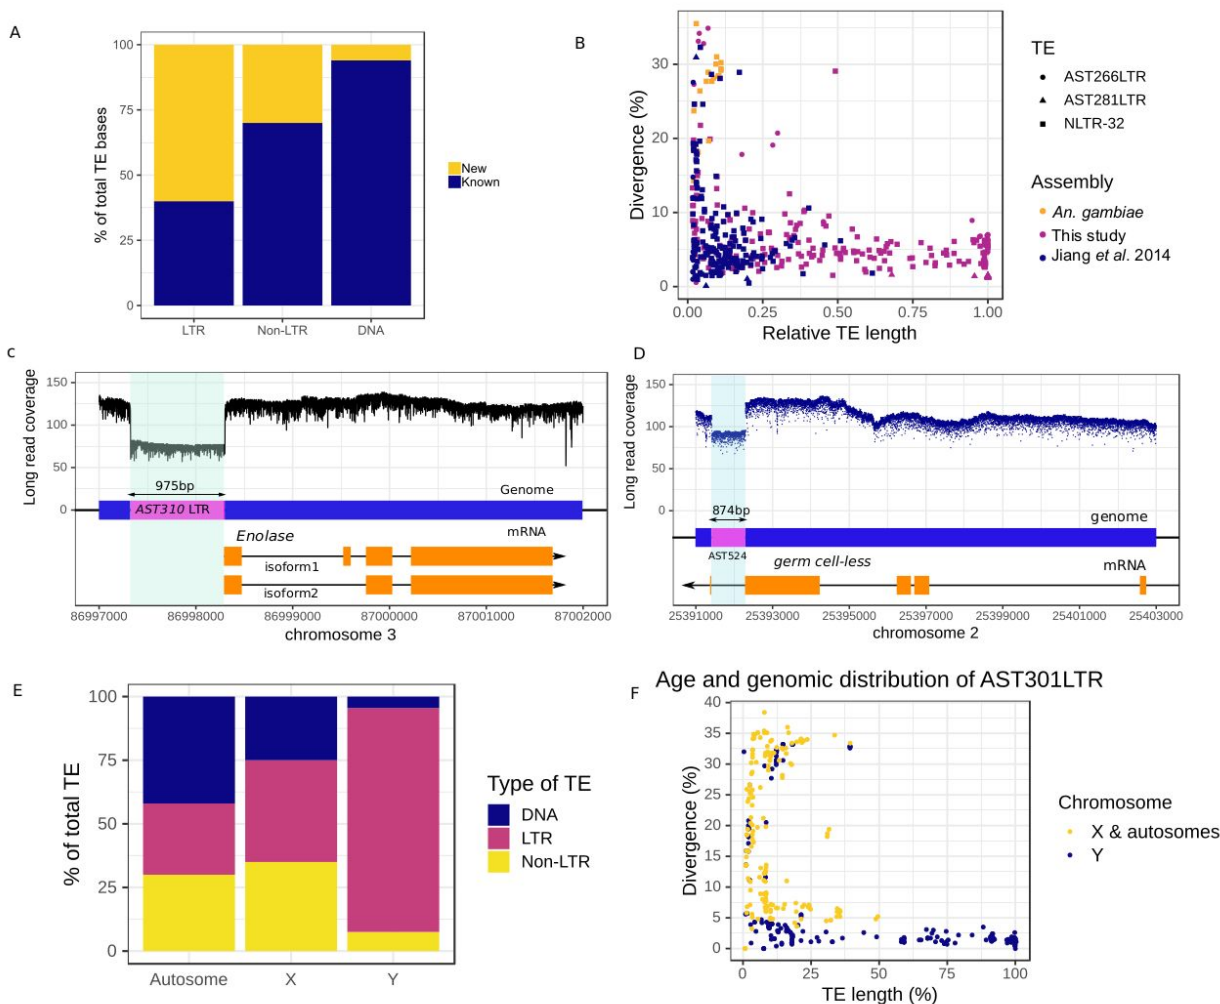 A
% of total TE bases
100
75
50
25
0
LTR
Non-LTR
DNA
New
Known
B
Divergence (%)
30
20
10
0
0.00
0.25
0.50
0.75
1.00
Relative TE length
TE
AST266LTR
AST281LTR
NLTR-32
Assembly
An. gambiae
This study
Jiang et al. 2014
c
Long read coverage
150
100
50
0
975bp
AST310 LTR
Genome
Enolase
mRNA
isoform1
isoform2
86997000
86998000
86999000
87000000
87001000
87002000
chromosome 3
D
Long read coverage
150
100
50
0
874bp
genome
AST524
germ cell-less
mRNA
25391000
25393000
25395000
25397000
25399000
25401000
25403000
chromosome 2
E
% of total TE
100
75
50
25
0
Autosome
X
Y
Type of TE
DNA
LTR
Non-LTR
F
Age and genomic distribution of AST301LTR
Divergence (%)
40
35
30
25
20
15
10
5
0
0
25
50
75
100
TE length (%)
Chromosome
X & autosomes
Y